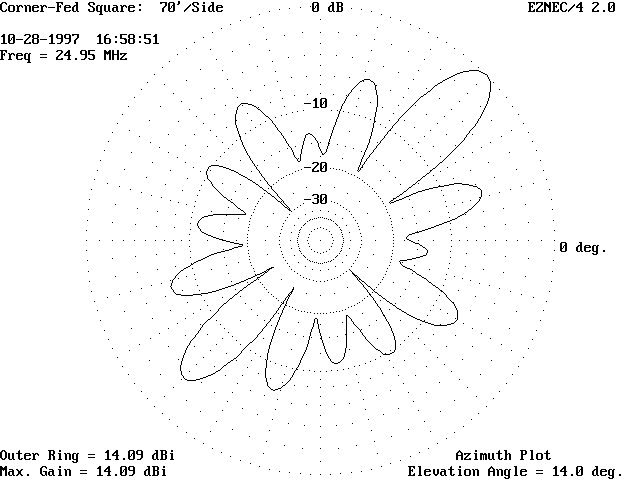 Corner-Fed Square:  70'/Side
0 dB
EZNEC/4 2.0
10-28-1997  16:58:51
Freq = 24.95 MHz
-10
-20
-30
0 deg.
Outer Ring = 14.09 dBi
Azimuth Plot
Max. Gain = 14.09 dBi
Elevation Angle = 14.0 deg.